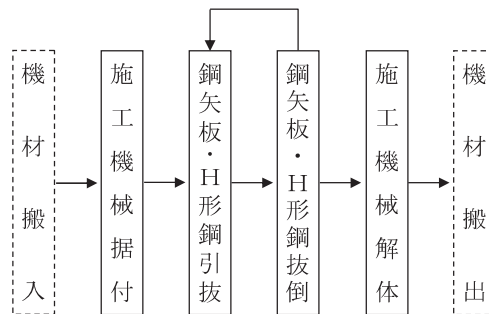 機材搬入
施工機械据付
鋼矢板・H形鋼引抜
鋼矢板・H形鋼抜倒
施工機械解体
機材搬出